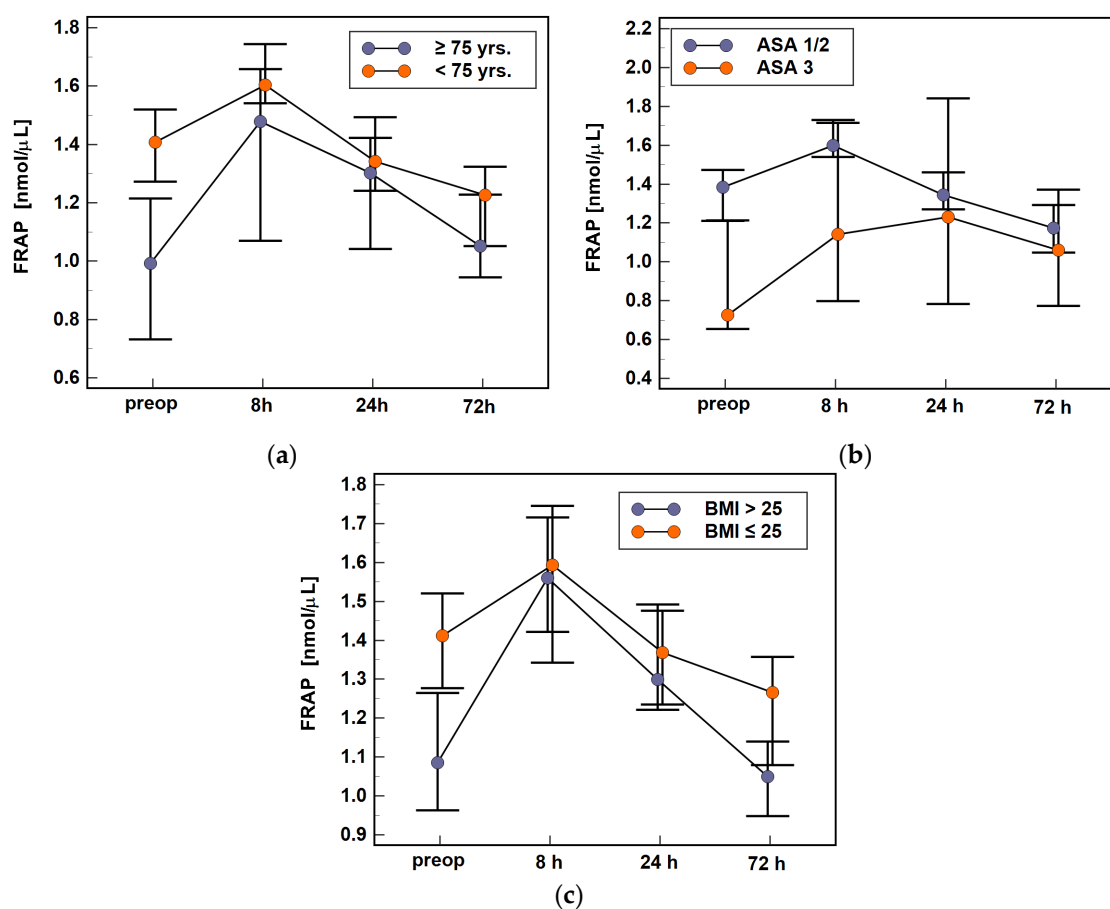 1.8
1.6
1.4
1.2
1.0
0.8
0.6
FRAP [nmol/μL]
≥ 75 yrs.
< 75 yrs.
preop 8h 24h 72h
(a)
2.2
2.0
1.8
1.6
1.4
1.2
1.0
0.8
0.6
0.4
FRAP [nmol/μL]
ASA 1/2
ASA 3
preop 8 h 24 h 72 h
(b)
1.8
1.7
1.6
1.5
1.4
1.3
1.2
1.1
1.0
0.9
FRAP [nmol/μL]
BMI > 25
BMI ≤ 25
preop 8 h 24 h 72 h
(c)